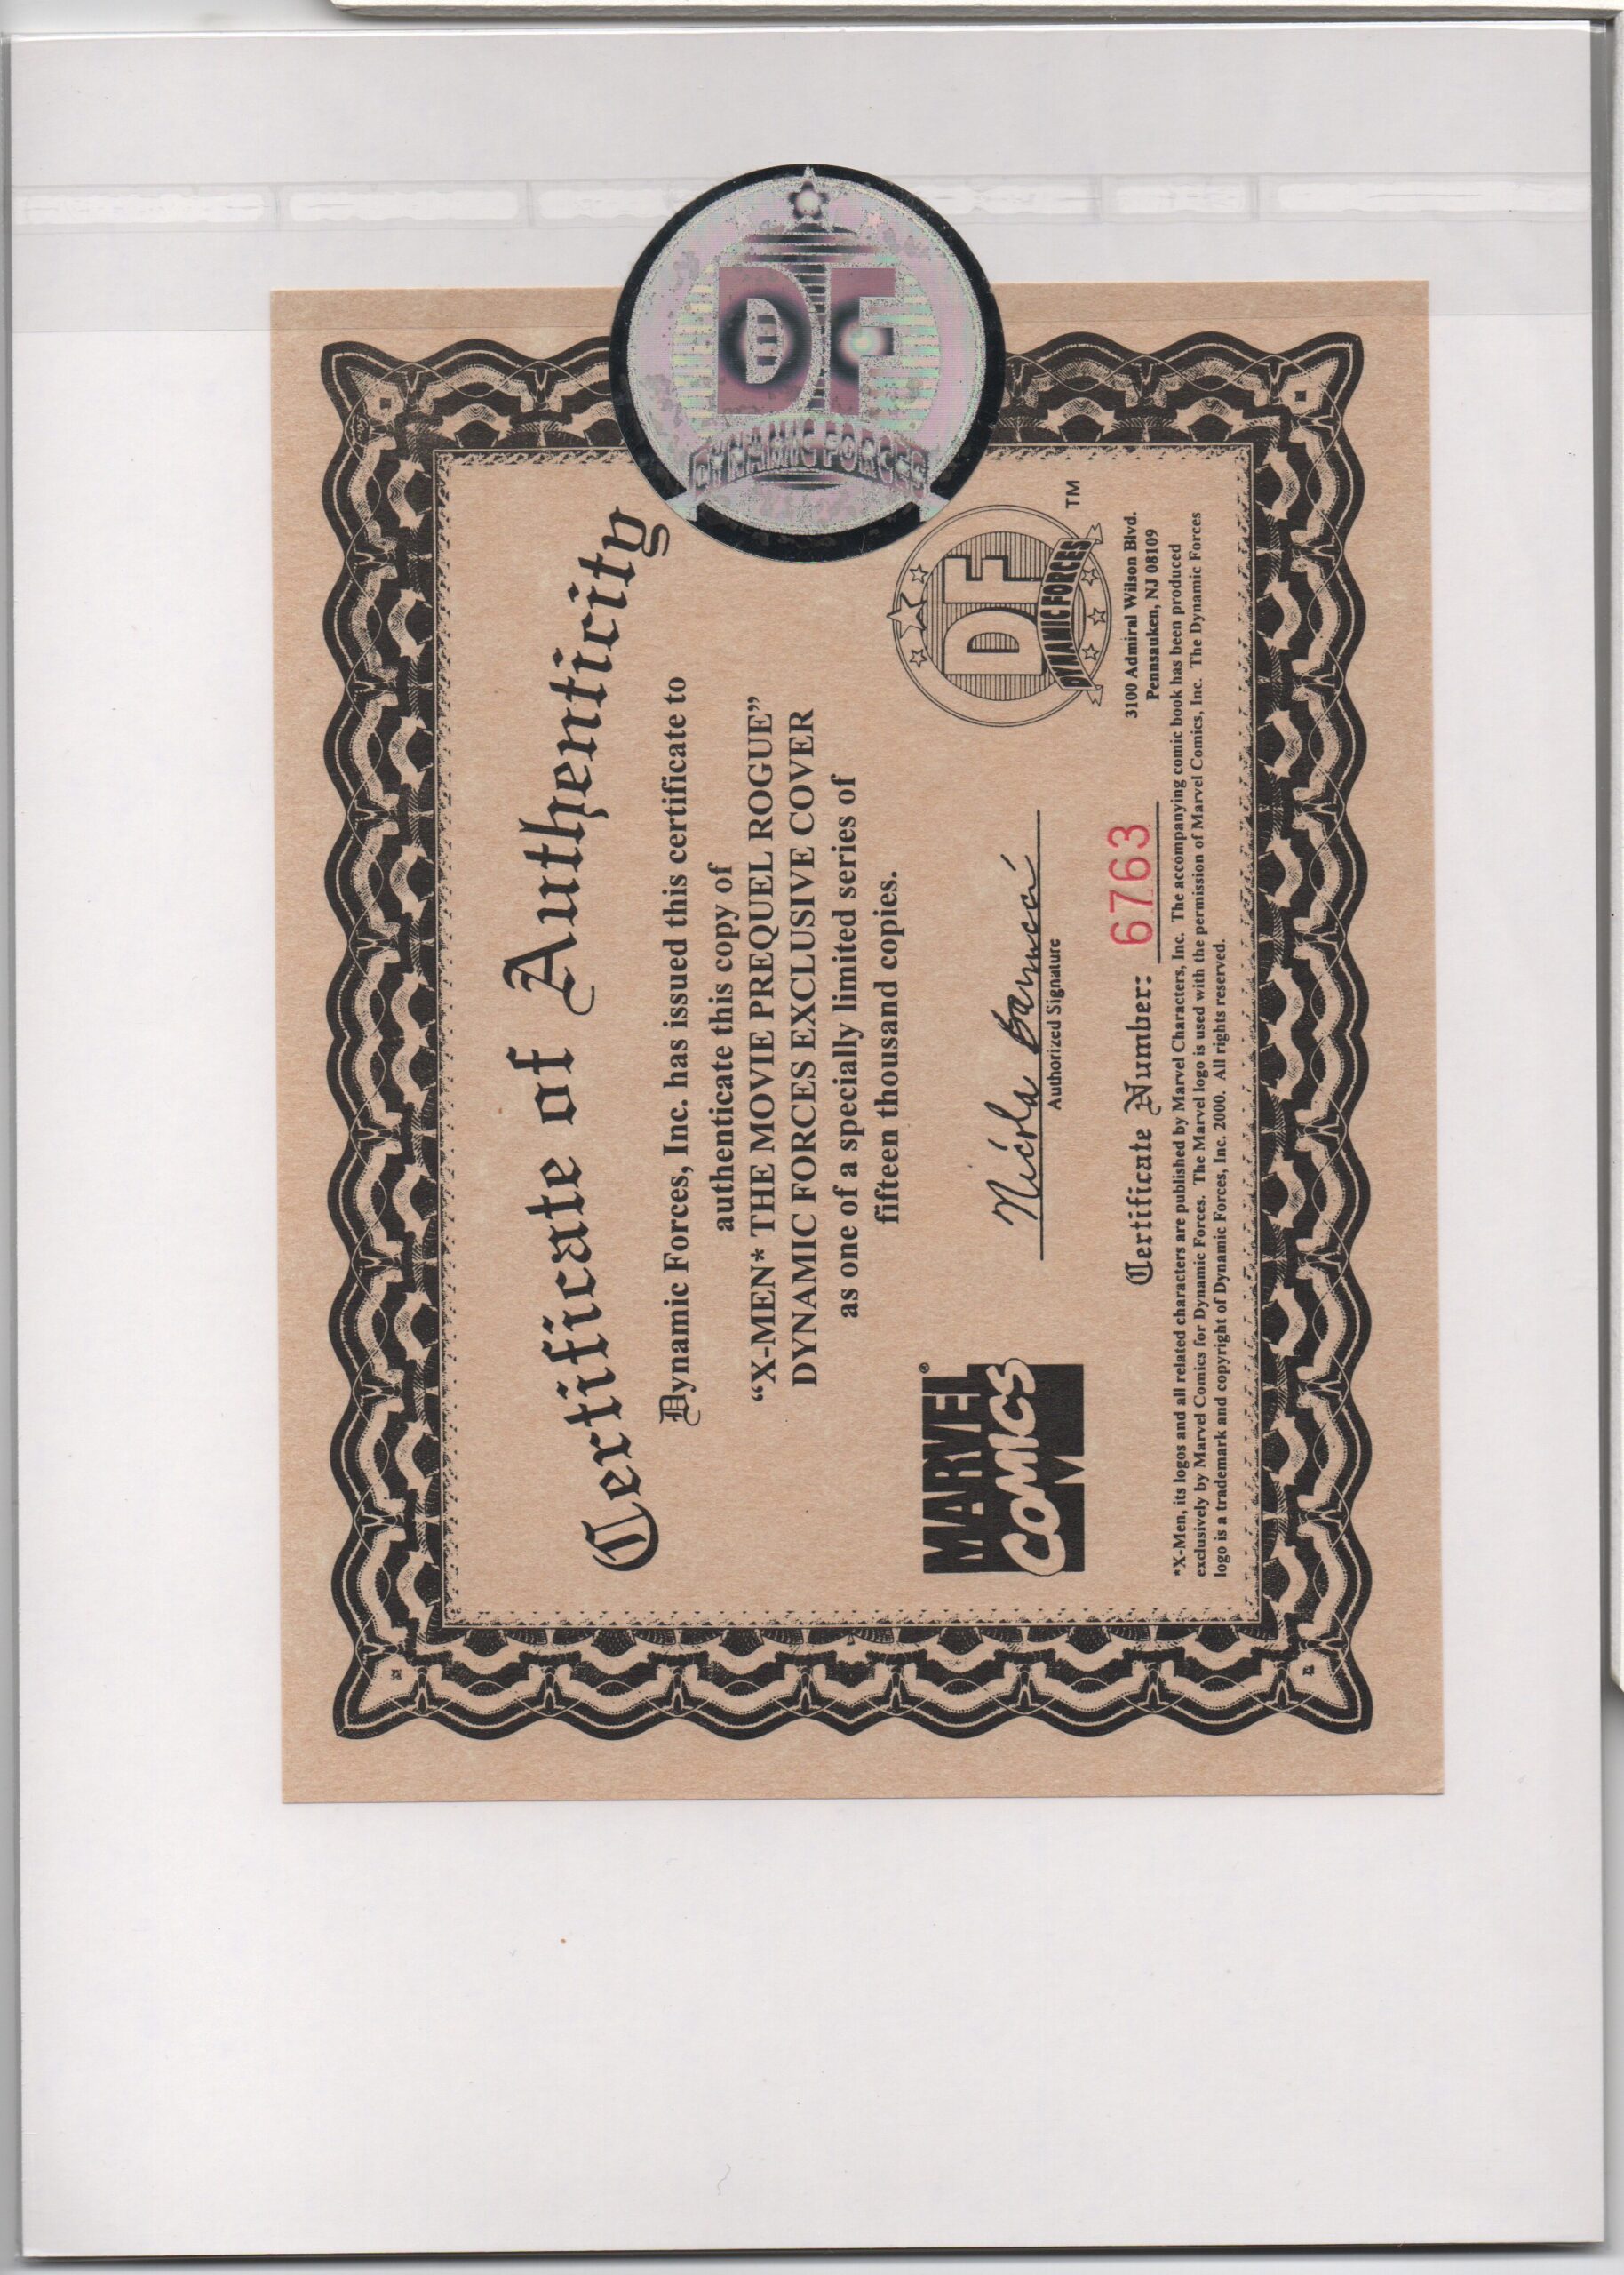 DF
DYNAMIC FORCES
Certificate of Authenticity
Dynamic Forces, Inc. has issued this certificate to
authenticate this copy of
“X-MEN* THE MOVIE PREQUEL ROGUE”
DYNAMIC FORCES EXCLUSIVE COVER
as one of a specially limited series of
fifteen thousand copies.
MARVEL®
COMICS
Authorized Signature
Certificate Number: 6763
DF
DYNAMIC FORCES
TM
3100 Admiral Wilson Blvd.
Pennsauken, NJ 08109
*X-Men, its logos and all related characters are published by Marvel Characters, Inc. The accompanying comic book has been produced
exclusively by Marvel Comics for Dynamic Forces. The Marvel logo is used with the permission of Marvel Comics, Inc. The Dynamic Forces
logo is a trademark and copyright of Dynamic Forces, Inc. 2000. All rights reserved.